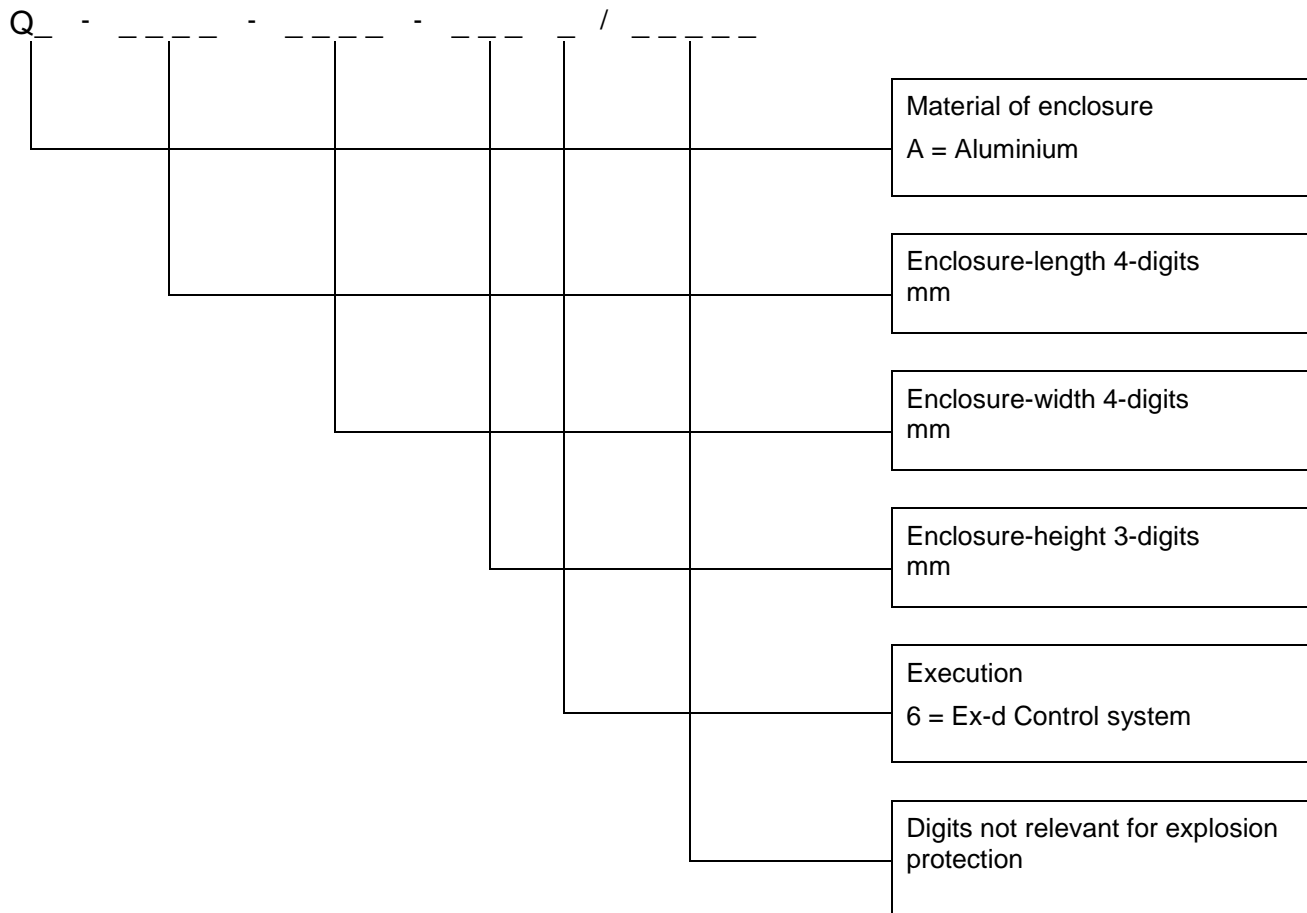 Q_ - _ _ _ _ - _ _ _ _ - _ _ _ _ / _ _ _ _ _
Material of enclosure
A = Aluminium
Enclosure-length 4-digits
mm
Enclosure-width 4-digits
mm
Enclosure-height 3-digits
mm
Execution
6 = Ex-d Control system
Digits not relevant for explosion
protection